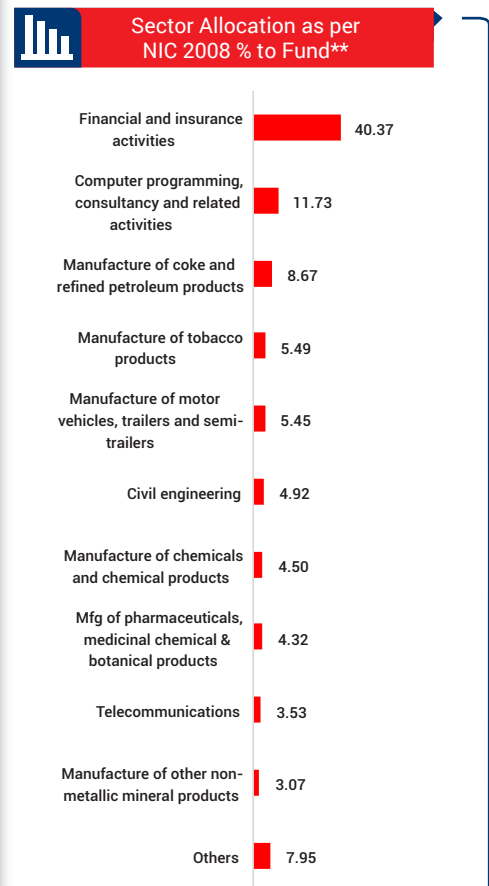 Sector Allocation as per
NIC 2008 % to Fund**
Financial and insurance
activities
40.37
Computer programming,
consultancy and related
activities
11.73
Manufacture of coke and
refined petroleum products
8.67
Manufacture of tobacco
products
5.49
Manufacture of motor
vehicles, trailers and semi-
trailers
5.45
Civil engineering
4.92
Manufacture of chemicals
and chemical products
4.50
Mfg of pharmaceuticals,
medicinal chemical &
botanical products
4.32
Telecommunications
3.53
Manufacture of other non-
metallic mineral products
3.07
Others
7.95